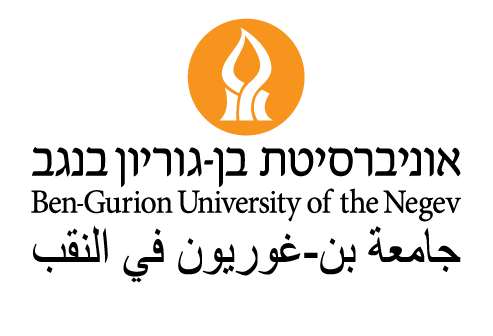 אוניברסיטת בן-גוריון בנגב
Ben-Gurion University of the Negev
جامعة بن-غوريون في النقب